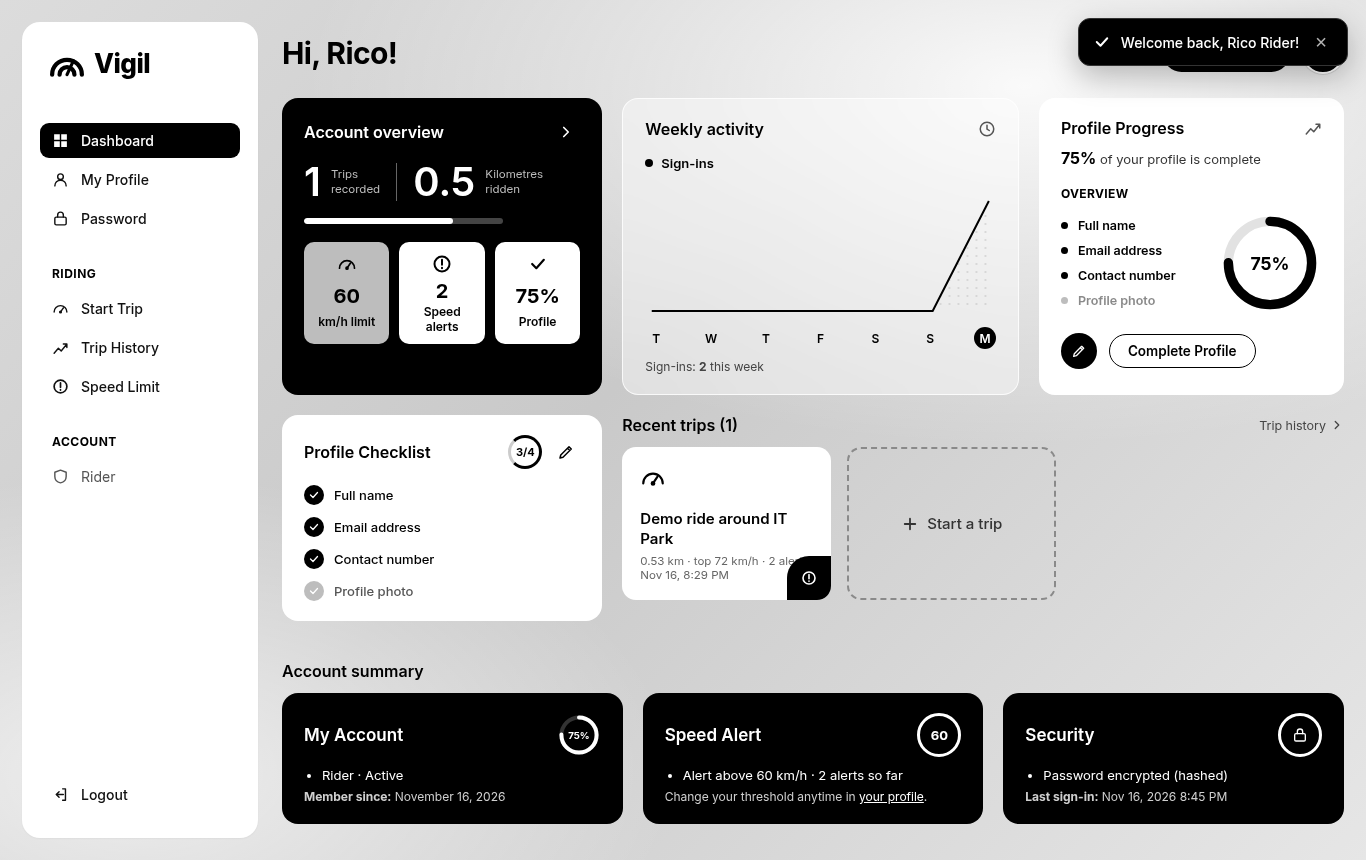 Vigil
Dashboard
My Profile
Password
RIDING
Start Trip
Trip History
Speed Limit
ACCOUNT
Rider
Logout
Hi, Rico!
Welcome back, Rico Rider!
Account overview
1 Trips recorded
0.5 Kilometres ridden
60
km/h limit
2
Speed
alerts
75%
Profile
Weekly activity
Sign-ins
T W T F S S M
Sign-ins: 2 this week
Profile Progress
75% of your profile is complete
OVERVIEW
Full name
Email address
Contact number
Profile photo
75%
Complete Profile
Profile Checklist
3/4
Full name
Email address
Contact number
Profile photo
Recent trips (1)
Trip history
Demo ride around IT
Park
0.53 km · top 72 km/h · 2
Nov 16, 8:29 PM
Start a trip
Account summary
My Account
75%
Rider · Active
Member since: November 16, 2026
Speed Alert
60
Alert above 60 km/h · 2 alerts so far
Change your threshold anytime in your profile.
Security
Password encrypted (hashed)
Last sign-in: Nov 16, 2026 8:45 PM